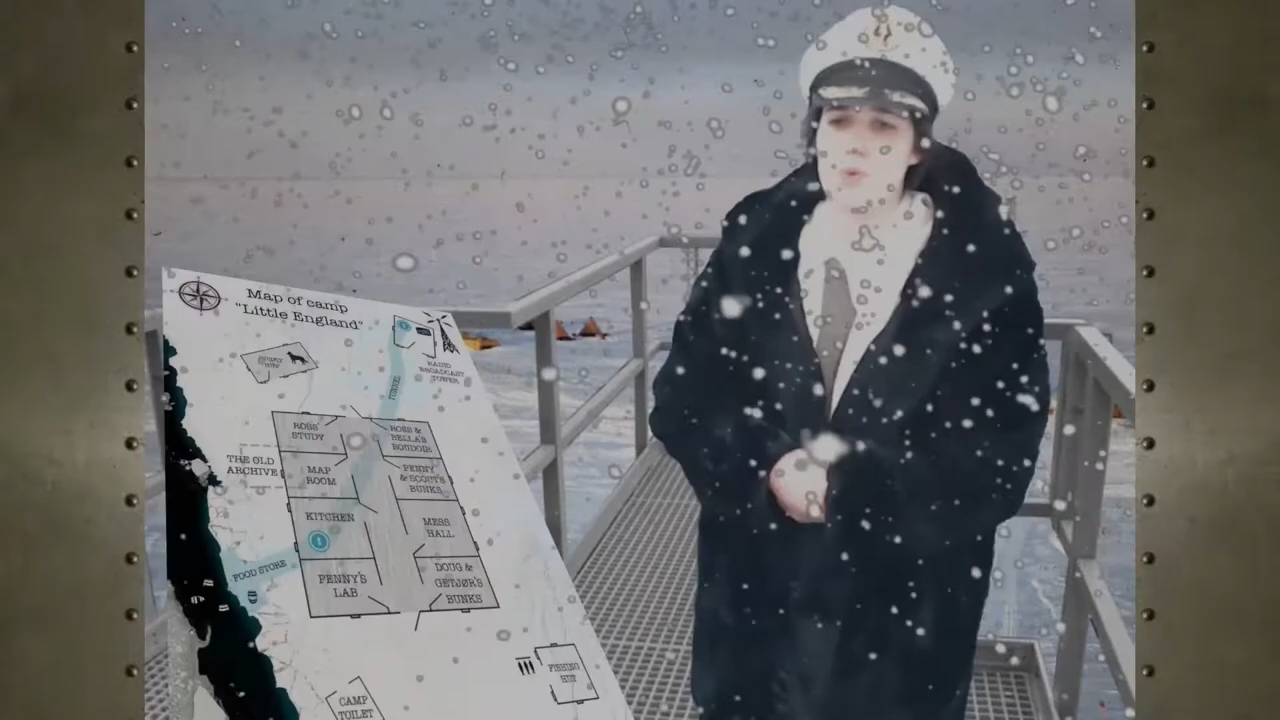 Map of camp
"Little England"
RADIO
BROADCAST
TOWER
TUNNEL
ROSS'
STUDY
ROSS &
BELLA'S
BOUDOIR
THE OLD
ARCHIVE
MAP
ROOM
PENNY
& SCOUT'S
BUNKS
KITCHEN
MESS
HALL
FOOD STORE
PENNY'S
LAB
DOUG &
GETJØR'S
BUNKS
FISHING
HUT
CAMP
TOILET